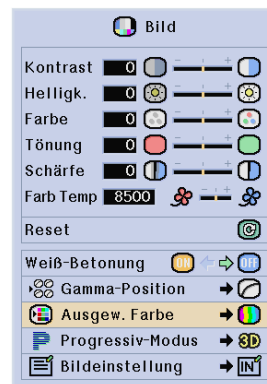 Bild
Kontrast 0
Helligk. 0
Farbe 0
Tönung 0
Schärfe 0
Farb Temp 8500
Reset
Weiß-Betonung ON OFF
Gamma-Position
Ausgew. Farbe
Progressiv-Modus 3D
Bildeinstellung IN